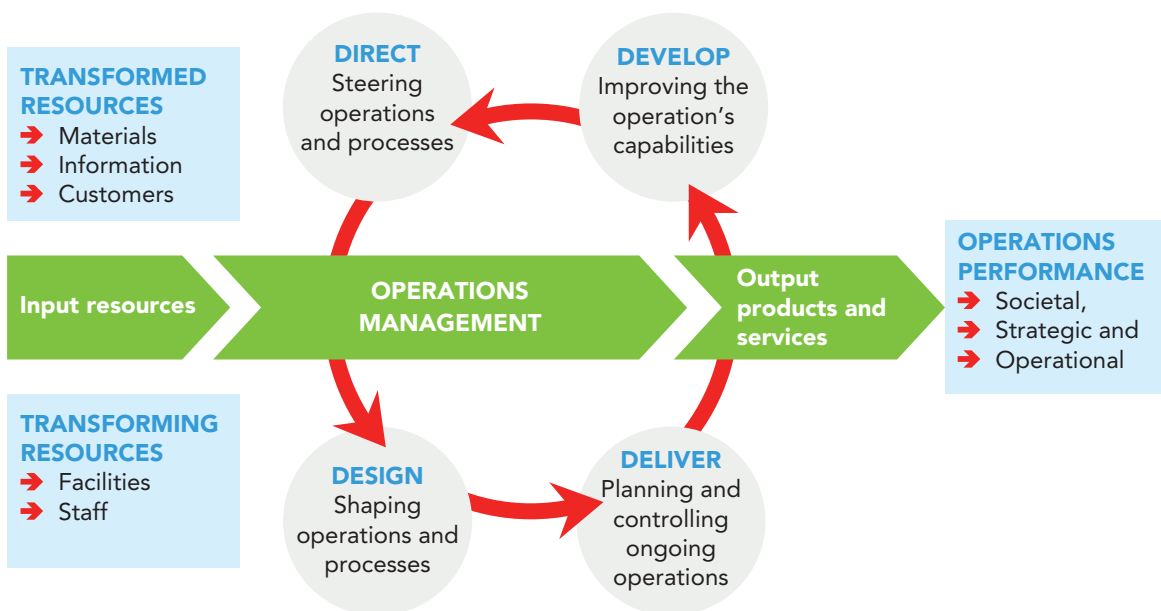 TRANSFORMED
RESOURCES
Materials
Information
Customers
DIRECT
Steering
operations
and processes
DEVELOP
Improving the
operation's
capabilities
Input resources
OPERATIONS
MANAGEMENT
Output
products and
services
OPERATIONS
PERFORMANCE
Societal,
Strategic and
Operational
TRANSFORMING
RESOURCES
Facilities
Staff
DESIGN
Shaping
operations and
processes
DELIVER
Planning and
controlling
ongoing
operations